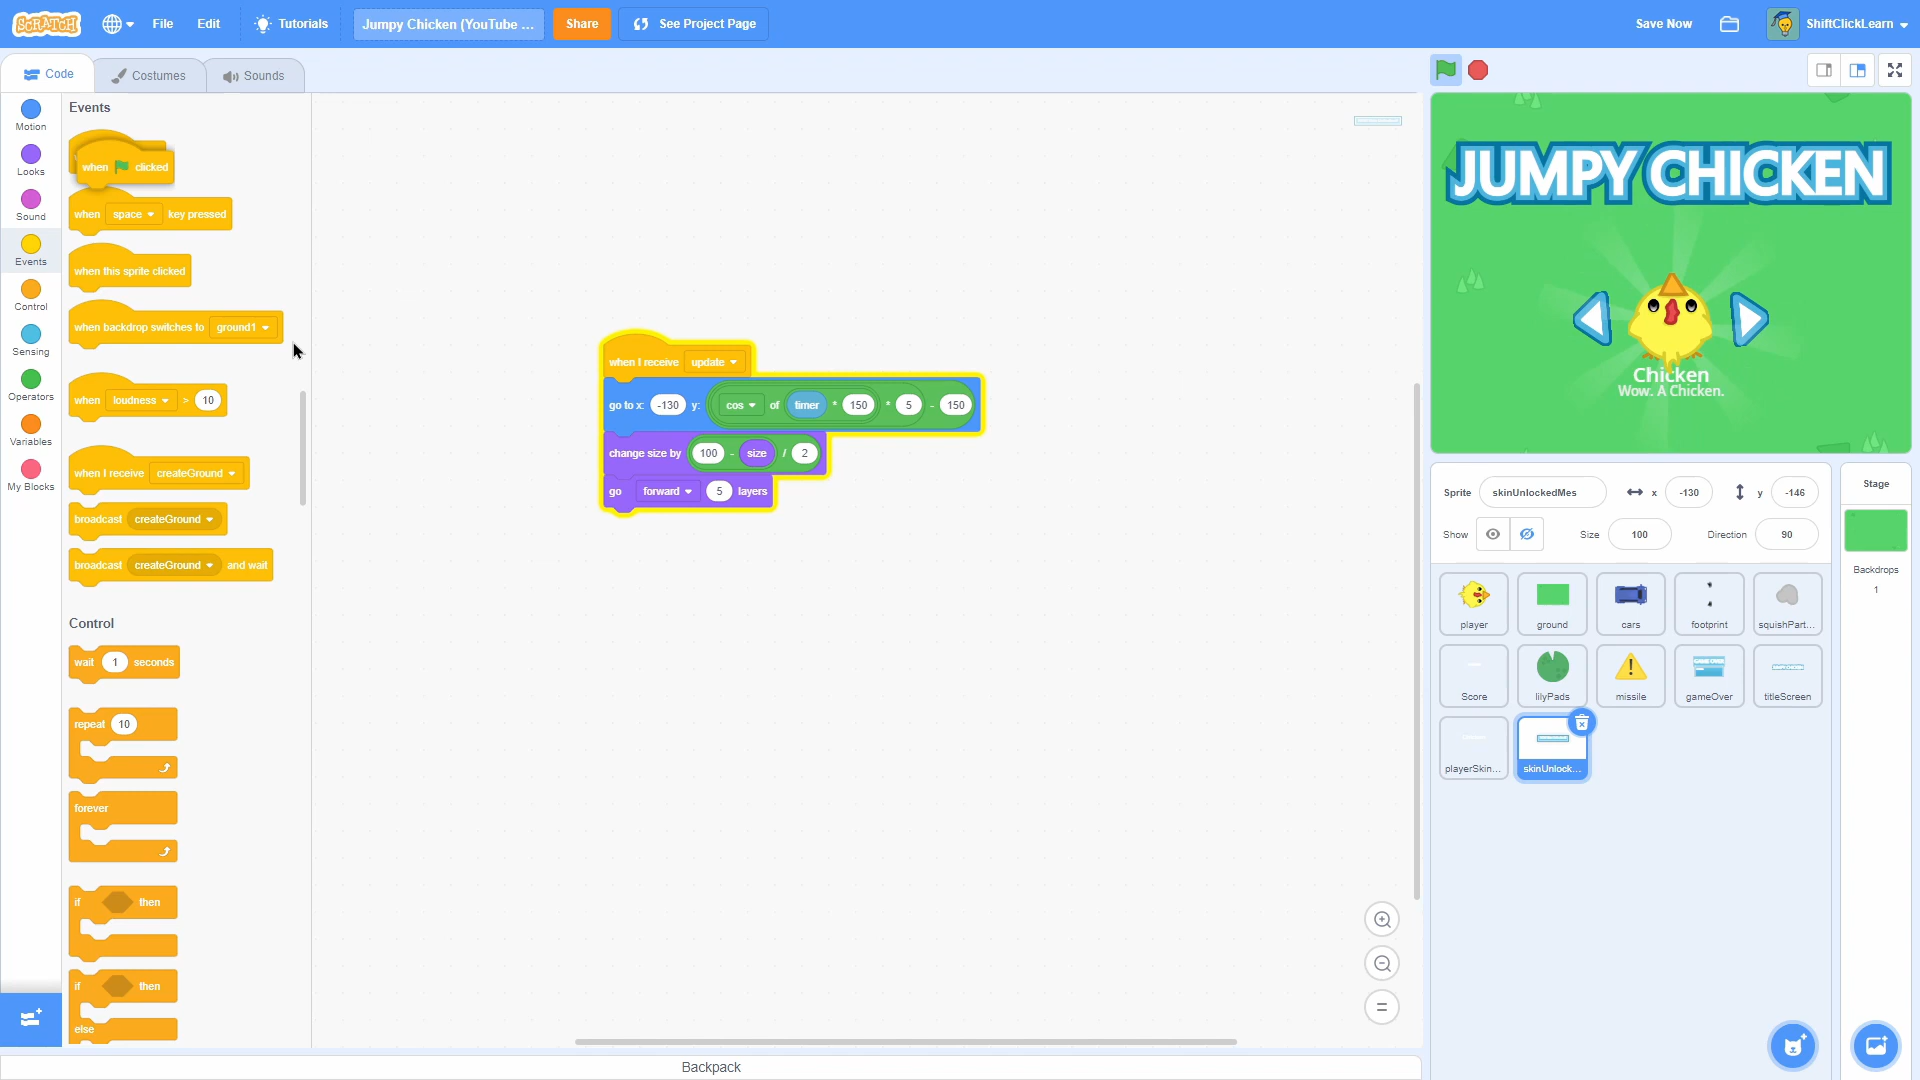 SCRATCH
File
Edit
Tutorials
Jumpy Chicken (YouTube ...
Share
See Project Page
Save Now
ShiftClickLearn
Code
Costumes
Sounds
Motion
Looks
Sound
Events
Control
Sensing
Operators
Variables
My Blocks
Events
when clicked
when space key pressed
when this sprite clicked
when backdrop switches to ground1
when loudness > 10
when I receive createGround
broadcast createGround
broadcast createGround and wait
Control
wait 1 seconds
repeat 10
forever
if then
if then
else
when I receive update
go to x: -130 y: cos of timer * 150 * 5 - 150
change size by 100 - size / 2
go forward 5 layers
Backpack
JUMPY CHICKEN
Chicken
Wow. A Chicken.
Sprite skinUnlockedMes x -130 y -146
Show Size 100 Direction 90
player
ground
cars
footprint
squishPart...
Score
lilyPads
missile
gameOver
titleScreen
playerSkin...
skinUnlock...
Stage
Backdrops
1